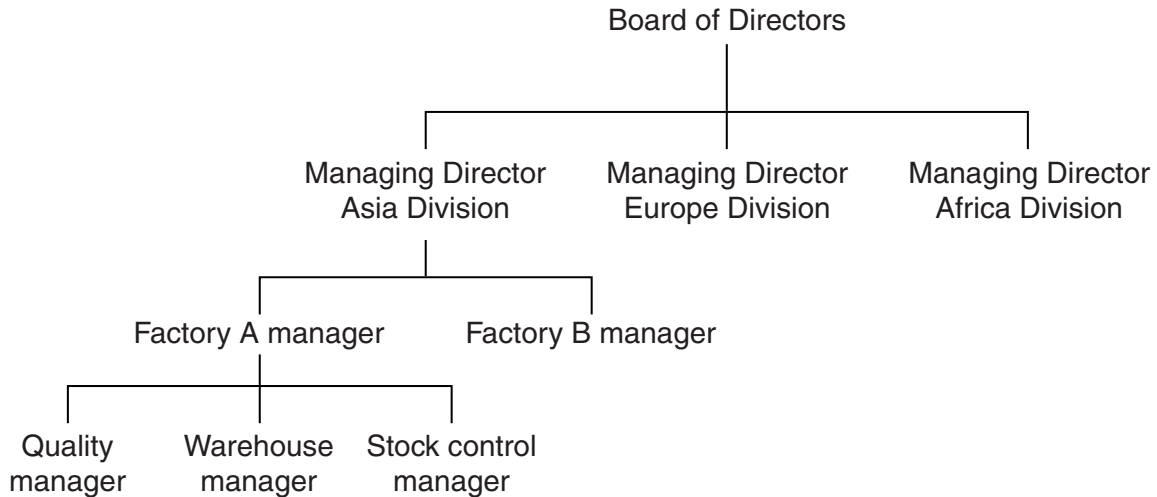 Board of Directors
Managing Director
Asia Division
Managing Director
Europe Division
Managing Director
Africa Division
Factory A manager
Factory B manager
Quality
manager
Warehouse
manager
Stock control
manager